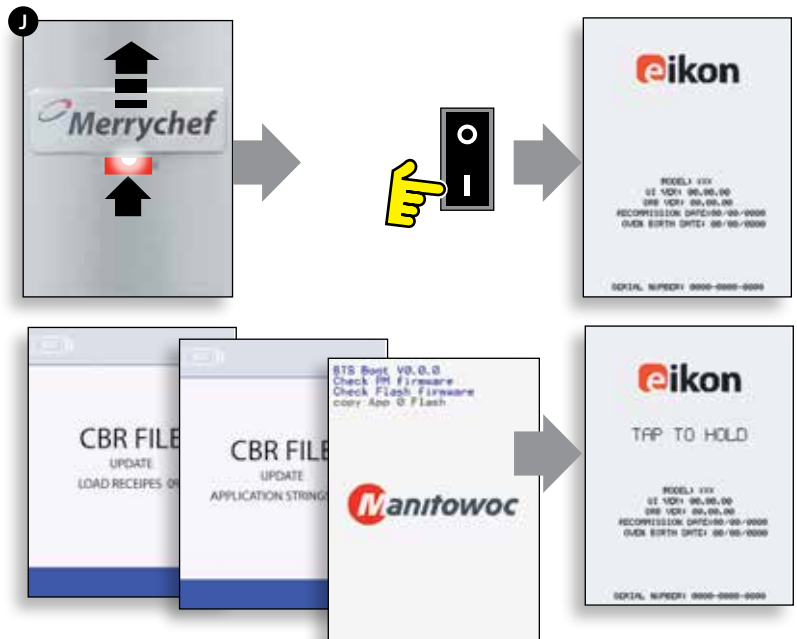 J
Merrychef
eikon
MODEL: XXX
UI VER: 00.00.00
SRB VER: 00.00.00
RECOMMISSION DATE:00/00/0000
OVEN BIRTH DATE: 00/00/0000
SERIAL NUMBER: 0000-0000-0000
CBR FILE
UPDATE
LOAD RECEIPES 09
CBR FILE
UPDATE
APPLICATION STRINGS
BTS Boot V0.0.0
Check PM firmware
Check Flash firmware
copy App 0 Flash
Manitowoc
eikon
TAP TO HOLD
MODEL: XXX
UI VER: 00.00.00
SRB VER: 00.00.00
RECOMMISSION DATE:00/00/0000
OVEN BIRTH DATE: 00/00/0000
SERIAL NUMBER: 0000-0000-0000